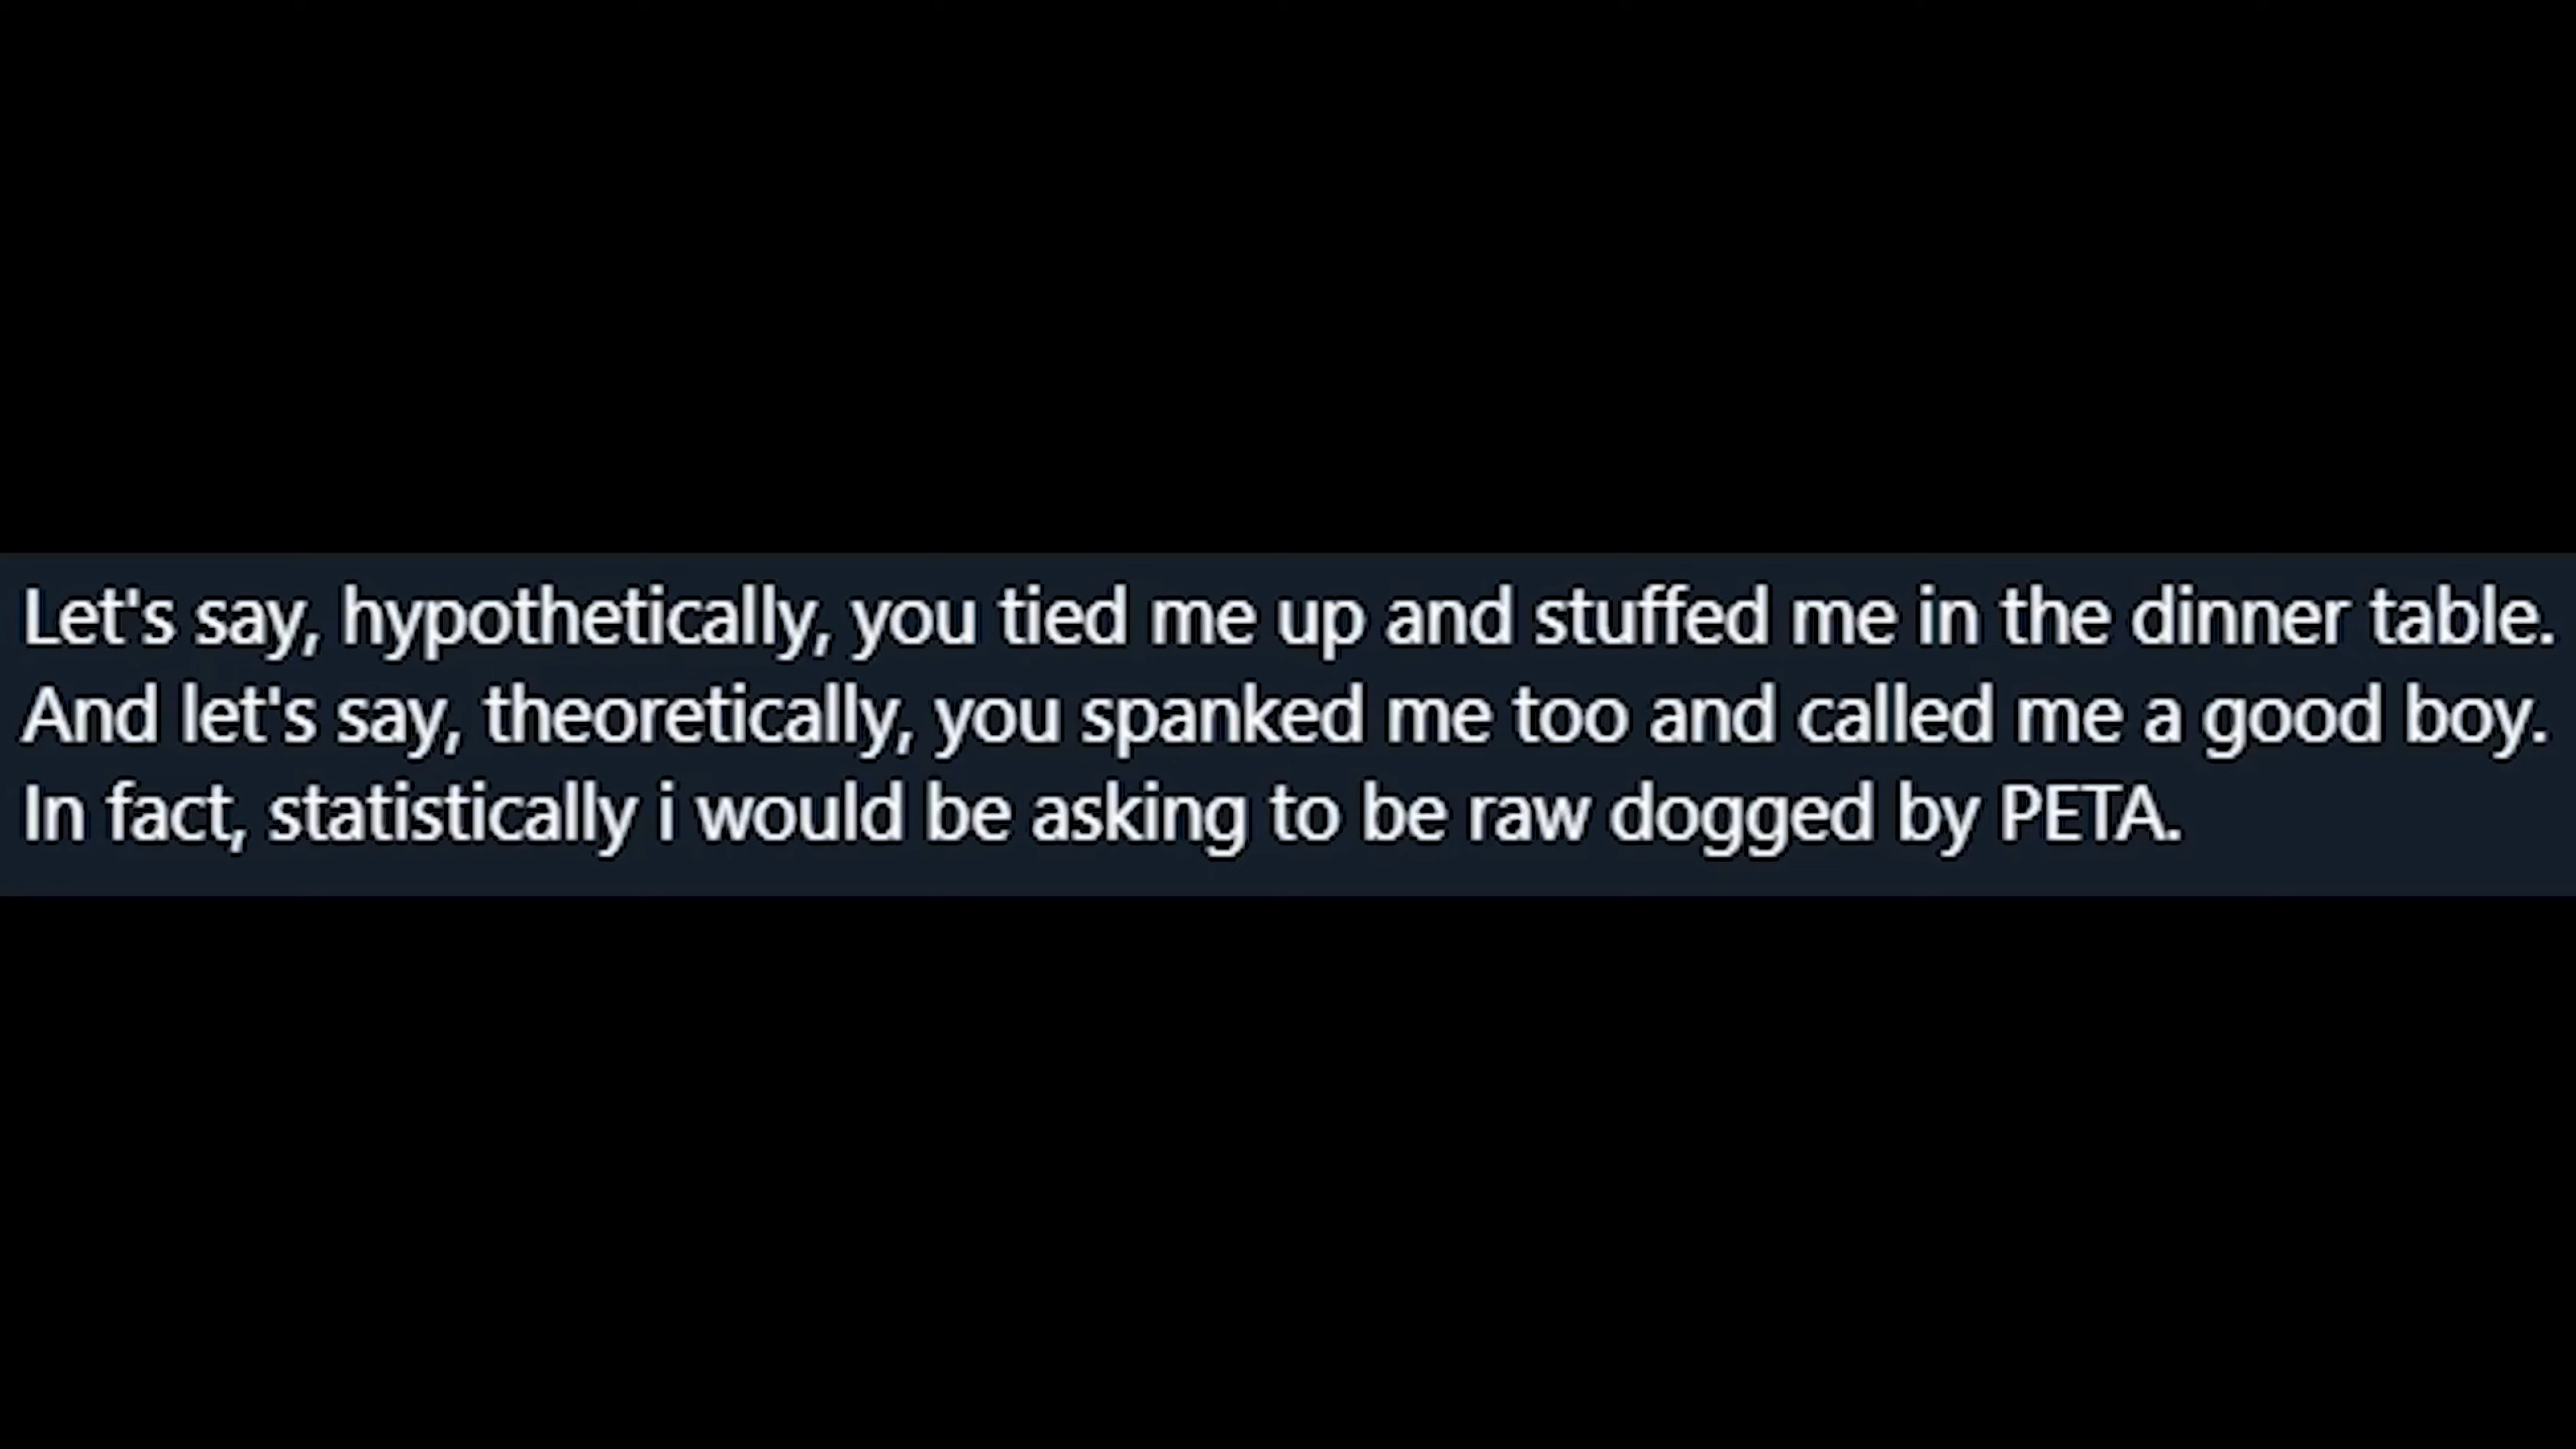 Let's say, hypothetically, you tied me up and stuffed me in the dinner table.
And let's say, theoretically, you spanked me too and called me a good boy.
In fact, statistically i would be asking to be raw dogged by PETA.